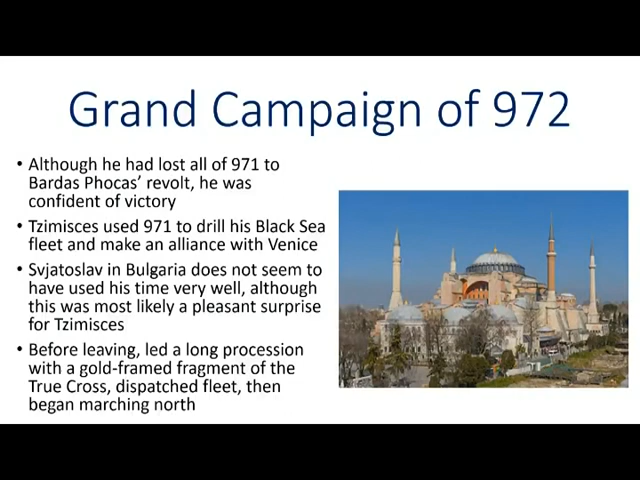 Grand Campaign of 972
• Although he had lost all of 971 to
Bardas Phocas' revolt, he was
confident of victory
• Tzimisces used 971 to drill his Black Sea
fleet and make an alliance with Venice
• Svjatoslav in Bulgaria does not seem to
have used his time very well, although
this was most likely a pleasant surprise
for Tzimisces
• Before leaving, led a long procession
with a gold-framed fragment of the
True Cross, dispatched fleet, then
began marching north